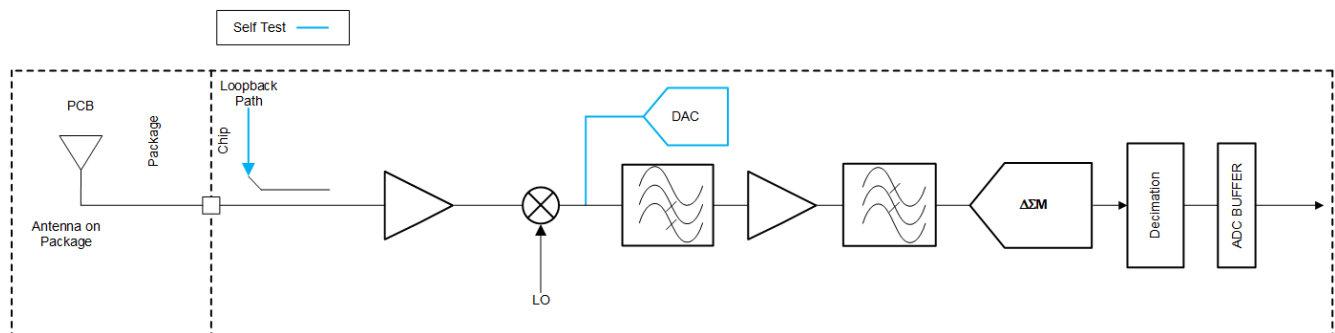 Self Test
Loopback
Path
PCB
Package
Chip
DAC
ΔΣM
Decimation
ADC BUFFER
Antenna on
Package
LO